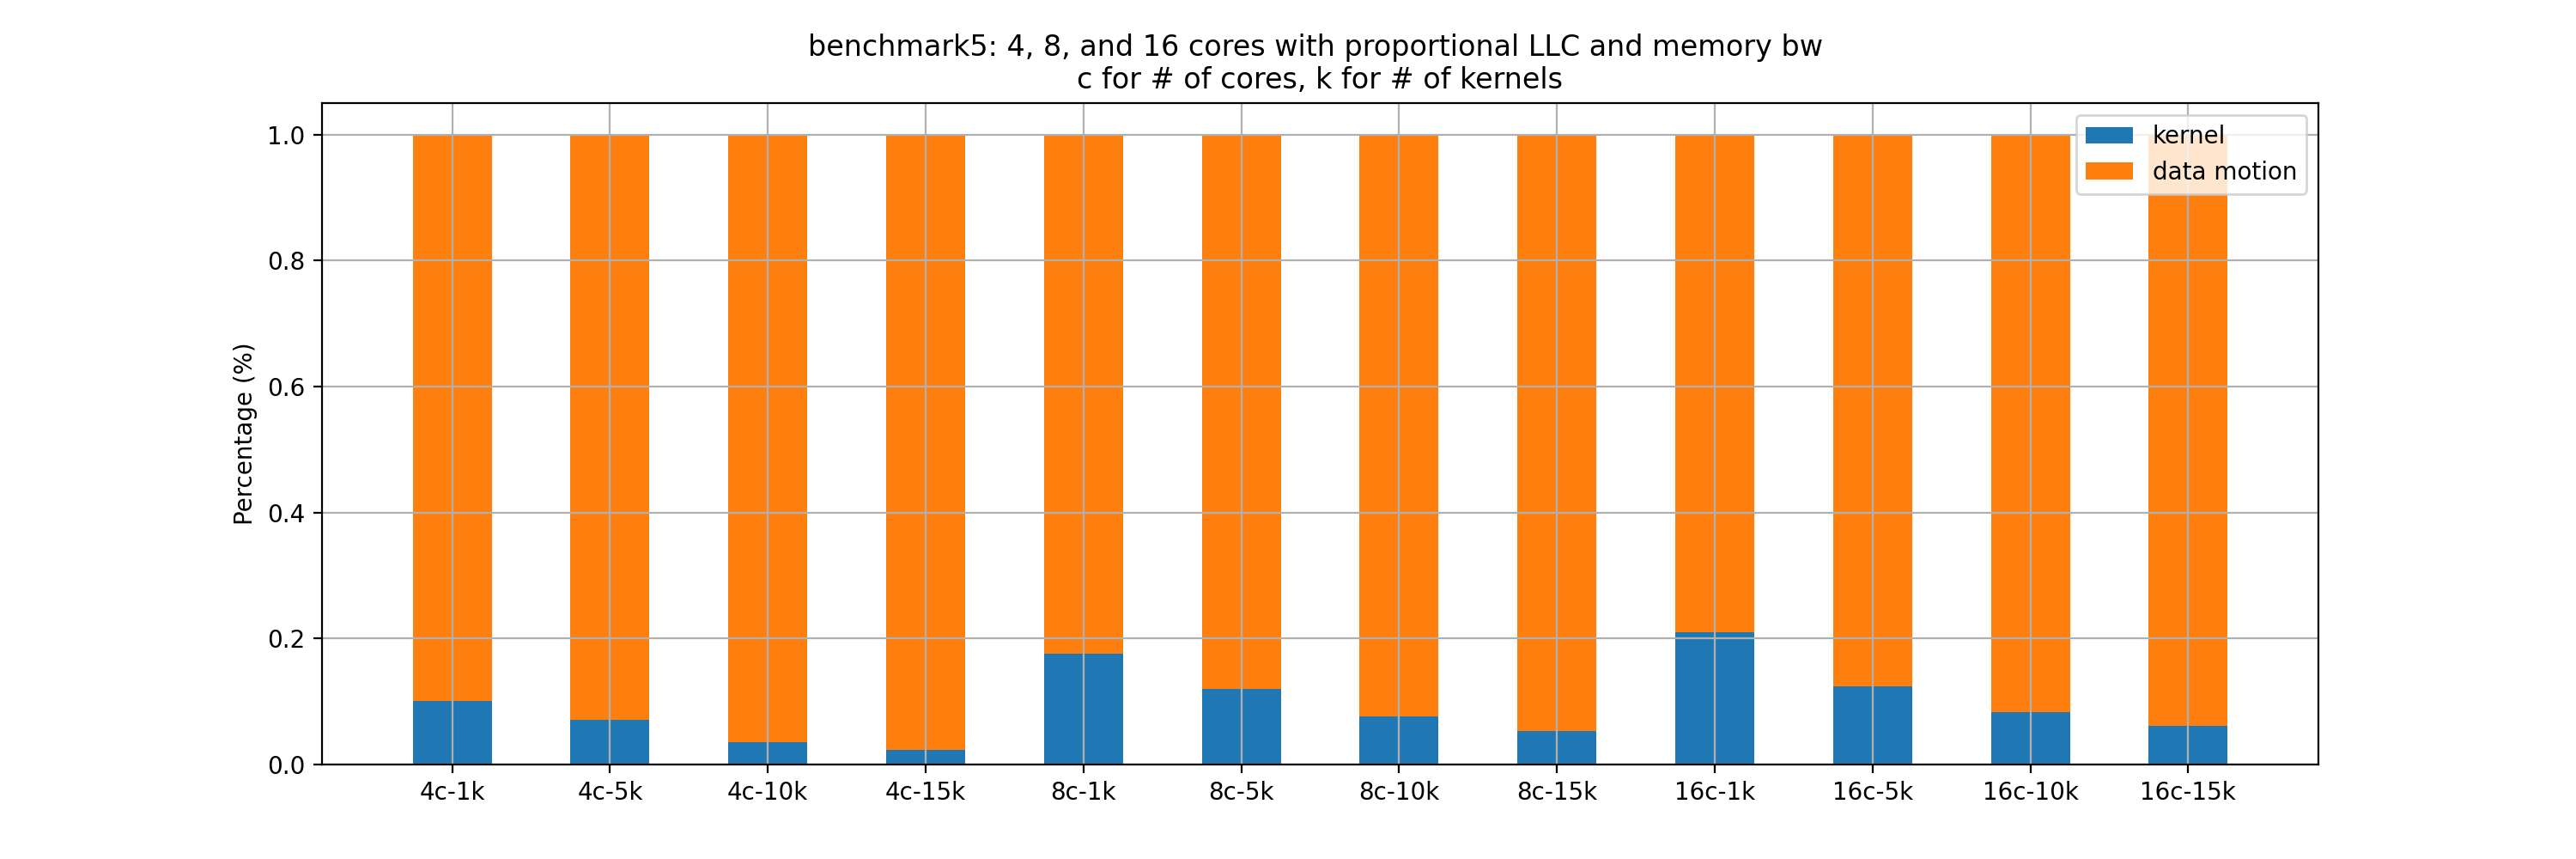 benchmark5: 4, 8, and 16 cores with proportional LLC and memory bw
c for # of cores, k for # of kernels
kernel
data motion
Percentage (%)
1.0
0.8
0.6
0.4
0.2
0.0
4c-1k 4c-5k 4c-10k 4c-15k 8c-1k 8c-5k 8c-10k 8c-15k 16c-1k 16c-5k 16c-10k 16c-15k